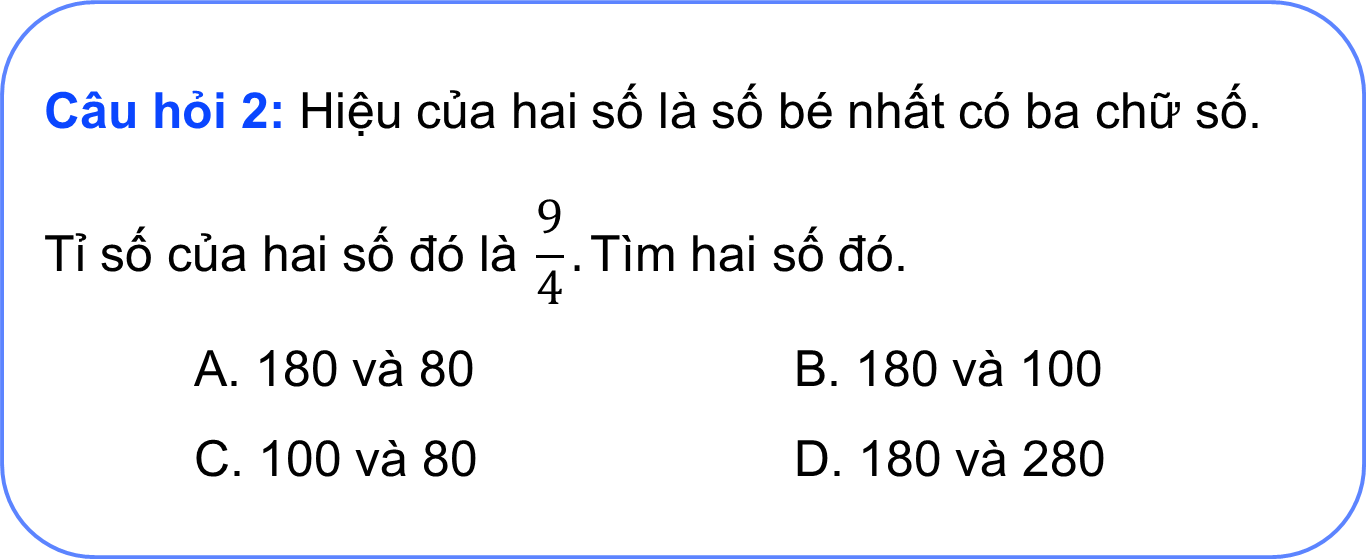 Câu hỏi 2: Hiệu của hai số là số bé nhất có ba chữ số.
Tỉ số của hai số đó là 9/4. Tìm hai số đó.
A. 180 và 80 B. 180 và 100
C. 100 và 80 D. 180 và 280